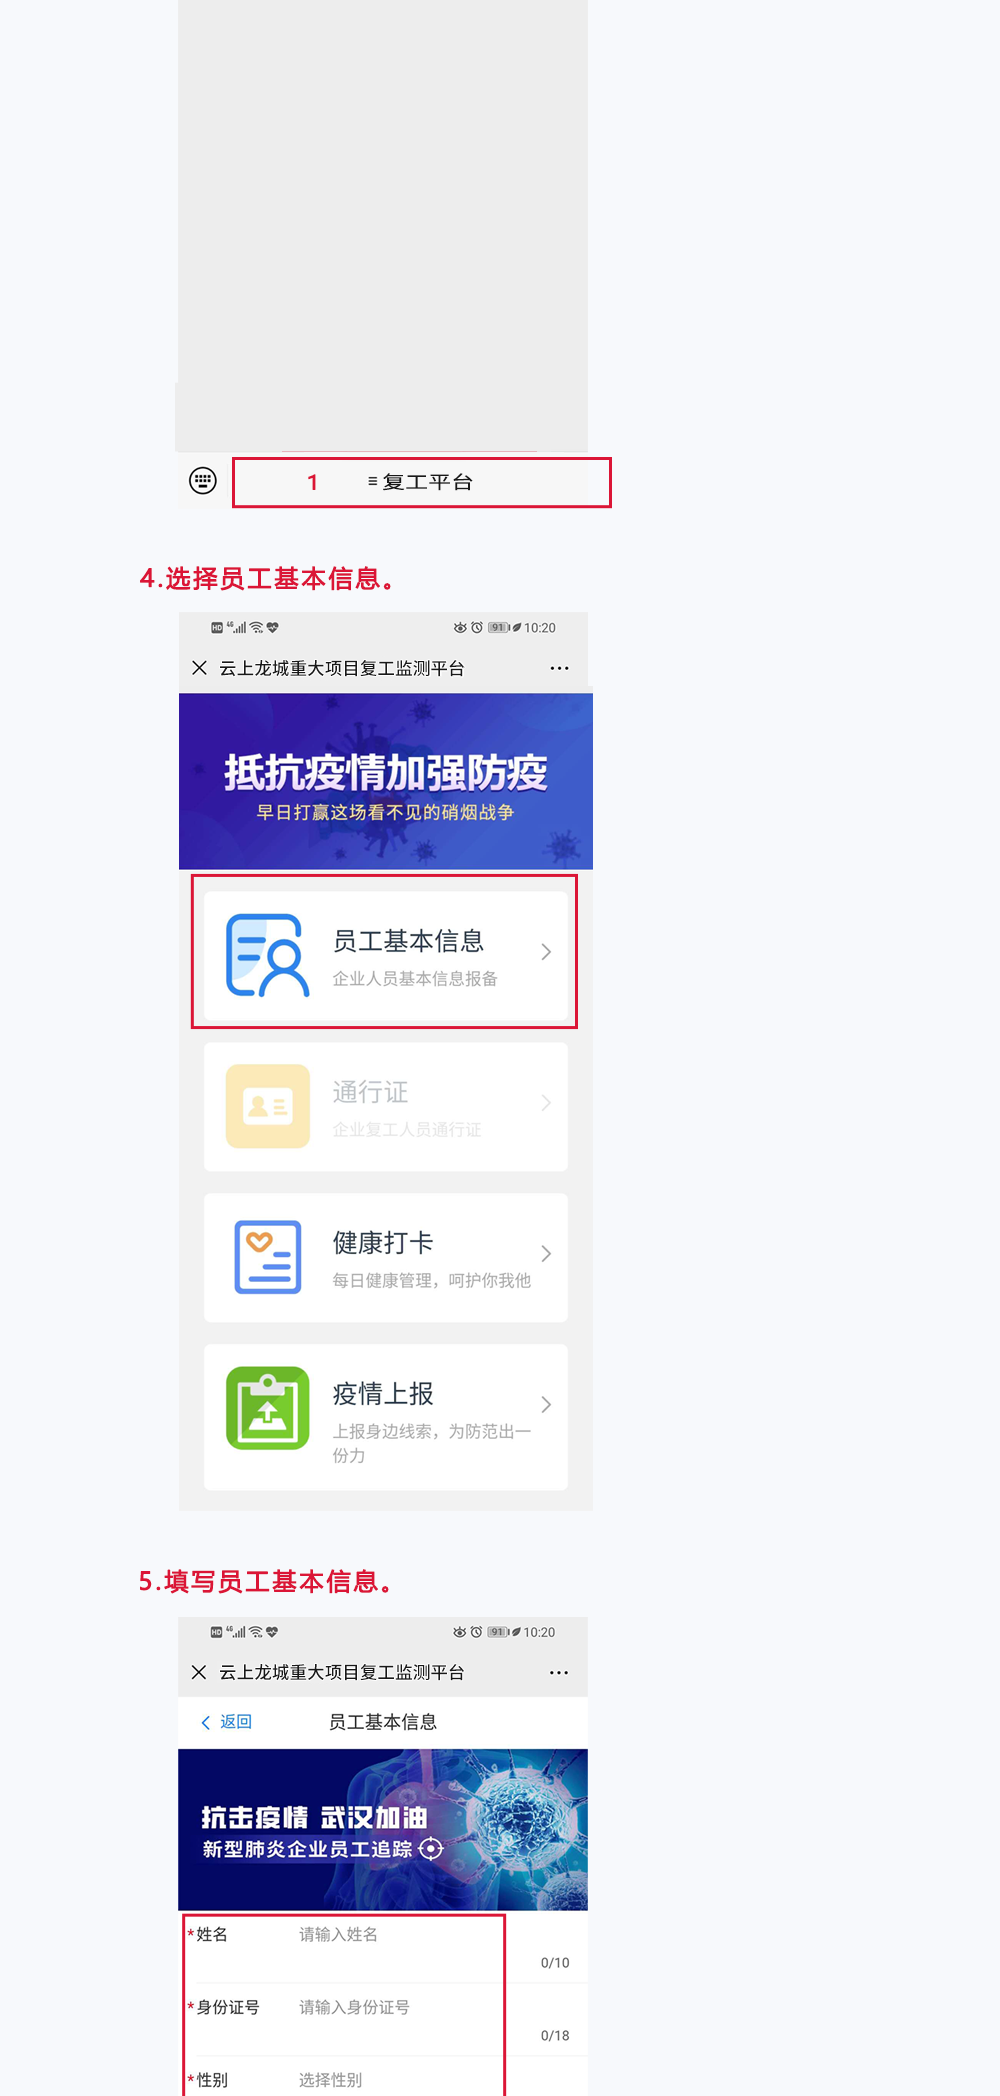 1 ≡复工平台
4.选择员工基本信息。
HD 4G 91 10:20
云上龙城重大项目复工监测平台
抵抗疫情加强防疫
早日打赢这场看不见的硝烟战争
员工基本信息
企业人员基本信息报备
通行证
企业复工人员通行证
健康打卡
每日健康管理，呵护你我他
疫情上报
上报身边线索，为防范出一
份力
5.填写员工基本信息。
HD 4G 91 10:20
云上龙城重大项目复工监测平台
返回 员工基本信息
抗击疫情 武汉加油
新型肺炎企业员工追踪
*姓名 请输入姓名
0/10
*身份证号 请输入身份证号
0/18
*性别 选择性别